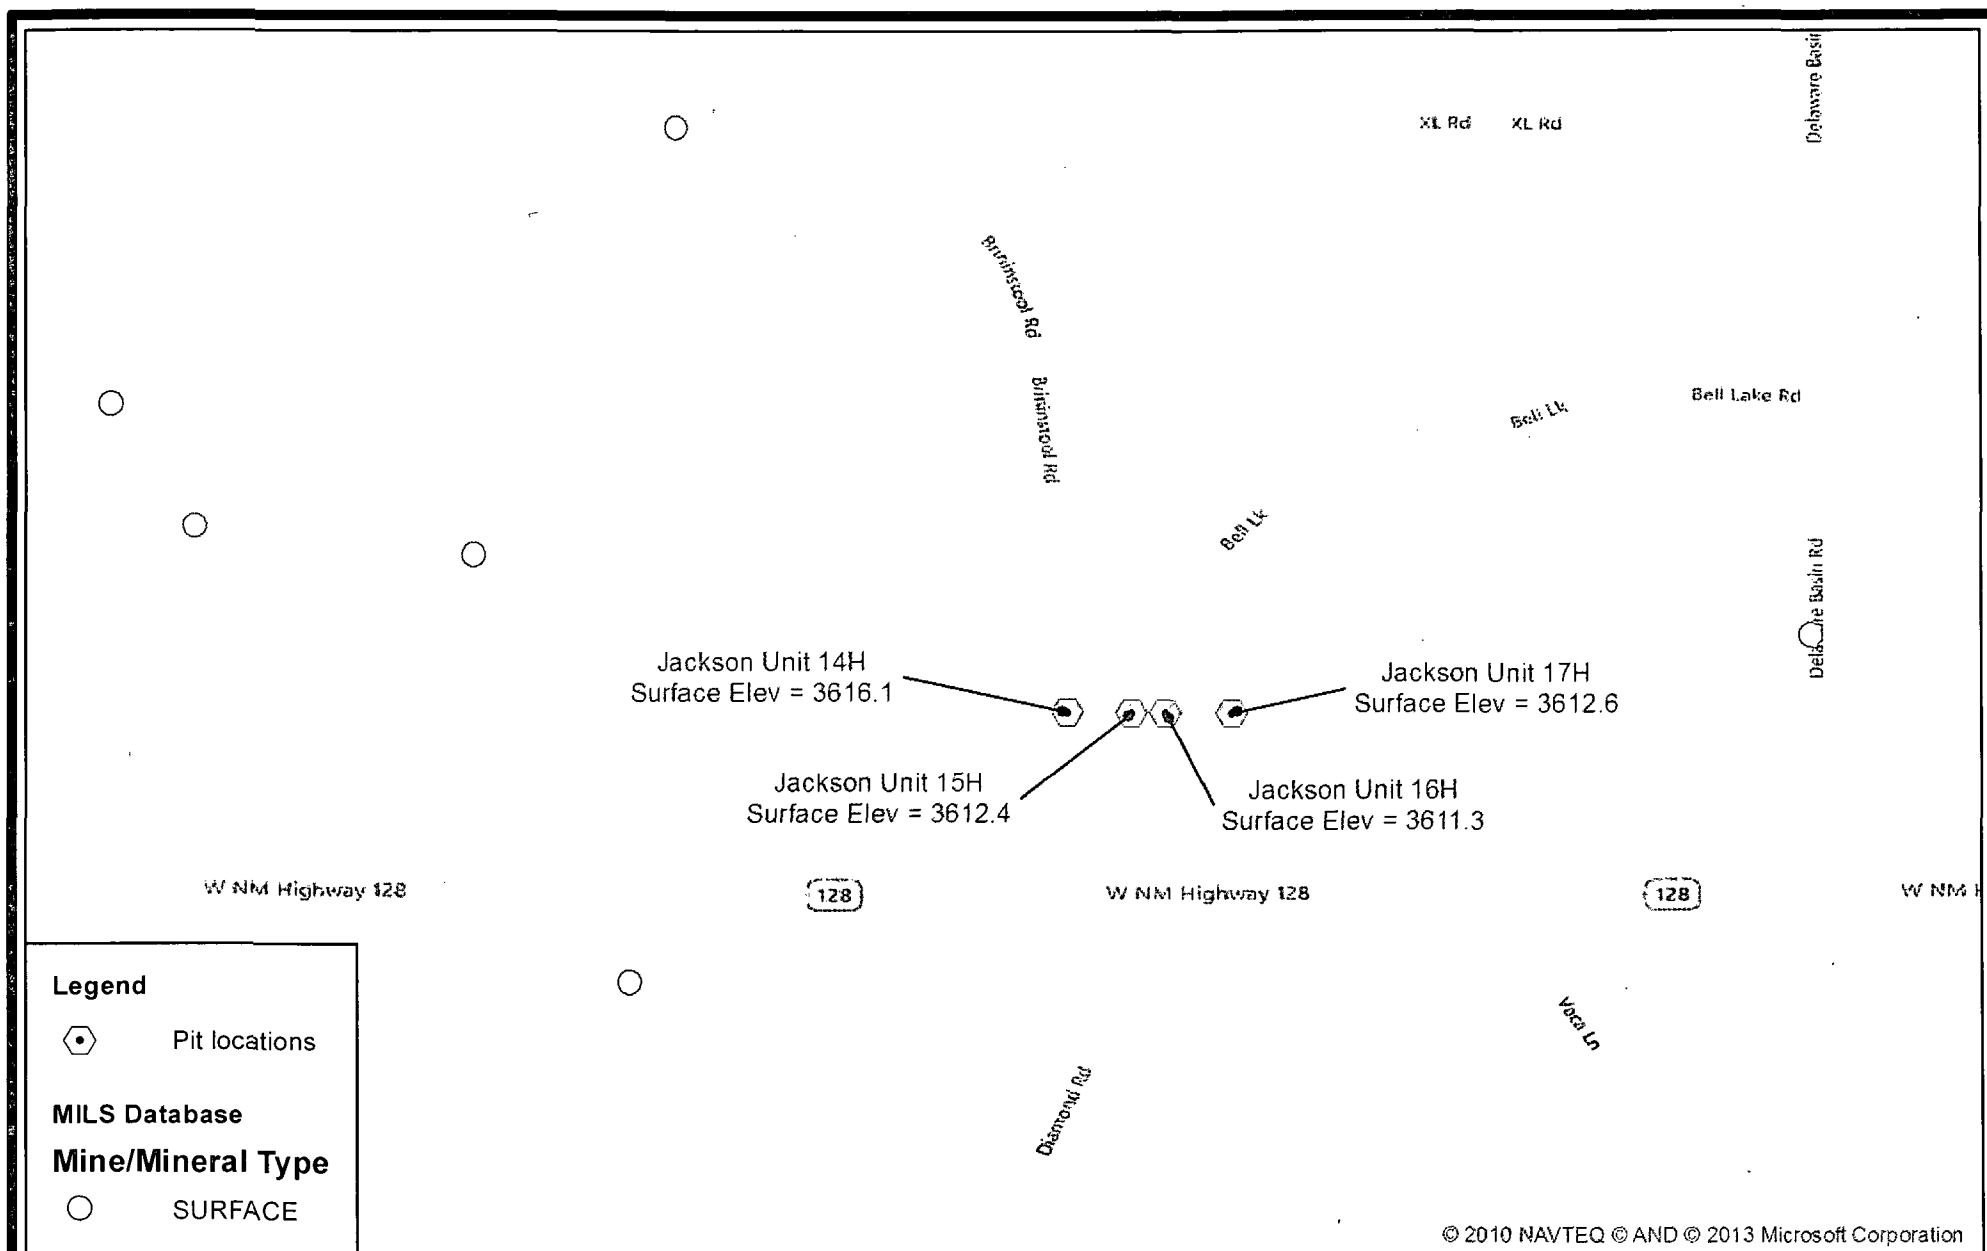 Delaware Basin
XL Rd XL Rd
Brininstool Rd
Brininstool Rd
Bell Lake Rd
Bell Lk
Bell Lk
Basin Rd
Jackson Unit 14H
Surface Elev = 3616.1
Jackson Unit 17H
Surface Elev = 3612.6
Jackson Unit 15H
Surface Elev = 3612.4
Jackson Unit 16H
Surface Elev = 3611.3
W NM Highway 128
128
W NM Highway 128
128
W NM H
Legend
Pit locations
MILS Database
Mine/Mineral Type
SURFACE
Vaca Ln
Diamond Rd
© 2010 NAVTEQ © AND © 2013 Microsoft Corporation